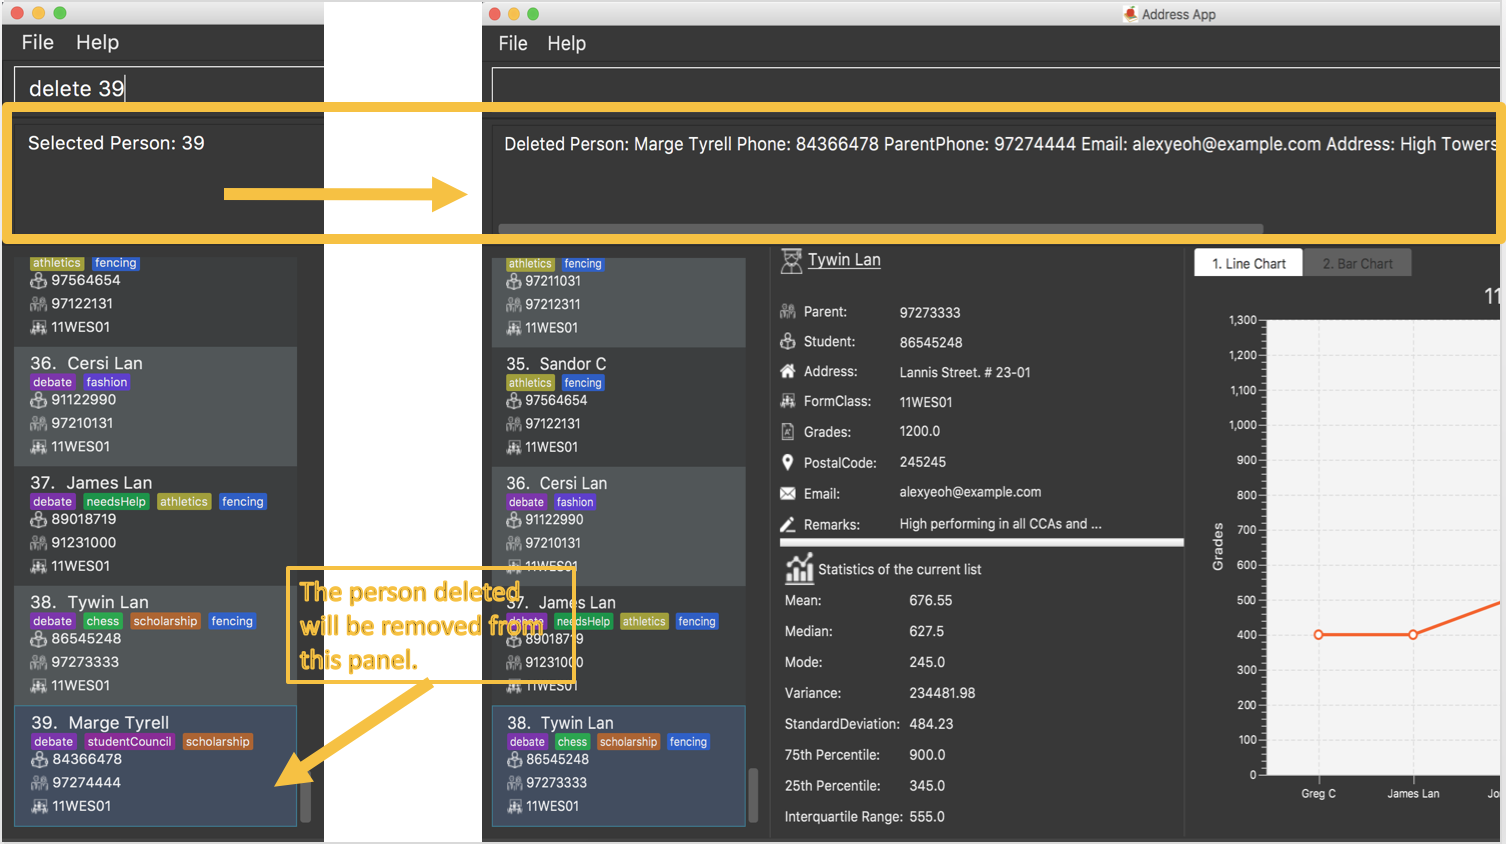 File Help
delete 39
Selected Person: 39
athletics fencing
97564654
97122131
11WES01
36. Cersi Lan
debate fashion
91122990
97210131
11WES01
37. James Lan
debate needsHelp athletics fencing
89018719
91231000
11WES01
38. Tywin Lan
debate chess scholarship fencing
86545248
97273333
11WES01
39. Marge Tyrell
debate studentCouncil scholarship
84366478
97274444
11WES01
The person deleted
will be removed from
this panel.
Address App
File Help
Deleted Person: Marge Tyrell Phone: 84366478 ParentPhone: 97274444 Email: alexyeoh@example.com Address: High Towers
athletics fencing
97211031
97212311
11WES01
35. Sandor C
athletics fencing
97564654
97122131
11WES01
36. Cersi Lan
debate fashion
91122990
97210131
11WES01
37. James Lan
debate needsHelp athletics fencing
89018719
91231000
11WES01
38. Tywin Lan
debate chess scholarship fencing
86545248
97273333
11WES01
Tywin Lan
Parent: 97273333
Student: 86545248
Address: Lannis Street. # 23-01
FormClass: 11WES01
Grades: 1200.0
PostalCode: 245245
Email: alexyeoh@example.com
Remarks: High performing in all CCAs and ...
Statistics of the current list
Mean: 676.55
Median: 627.5
Mode: 245.0
Variance: 234481.98
StandardDeviation: 484.23
75th Percentile: 900.0
25th Percentile: 345.0
Interquartile Range: 555.0
1. Line Chart 2. Bar Chart
11
Grades
1,300
1,200
1,100
1,000
900
800
700
600
500
400
300
200
100
0
Greg C James Lan Jo